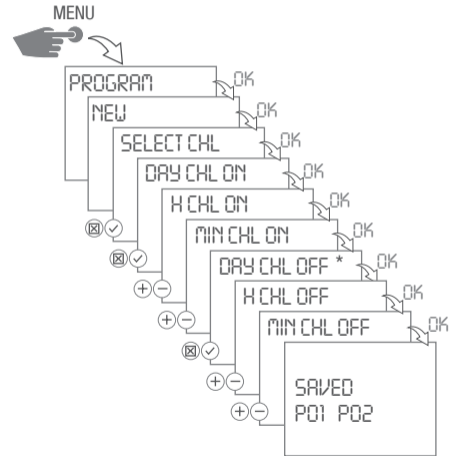 MENU
PROGRAM
OK
NEW
OK
SELECT CHL
OK
DAY CHL ON
OK
H CHL ON
OK
MIN CHL ON
OK
DAY CHL OFF *
OK
H CHL OFF
OK
MIN CHL OFF
OK
SAVED
P01 P02